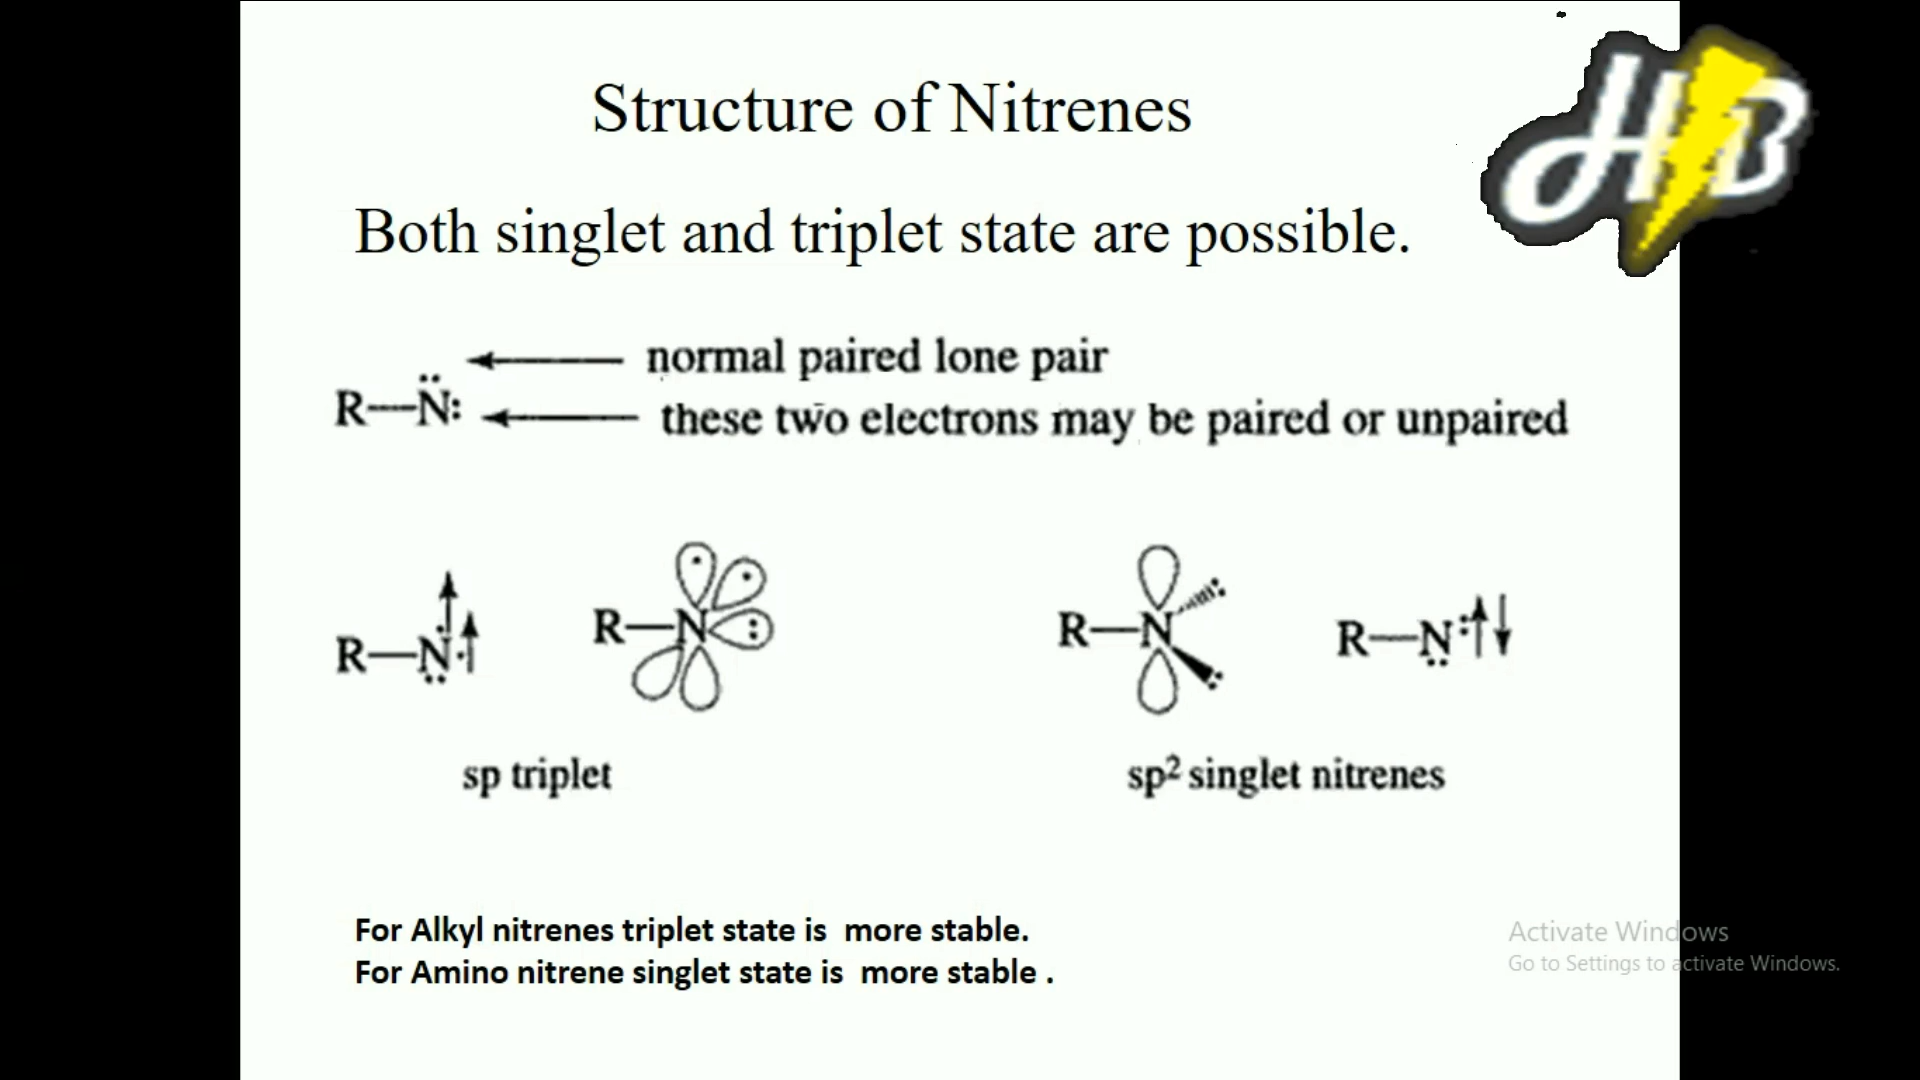 Structure of Nitrenes
HB
Both singlet and triplet state are possible.
normal paired lone pair
R—N̈:
these two electrons may be paired or unpaired
R—N
R—N
R—N
R—N
sp triplet
sp² singlet nitrenes
For Alkyl nitrenes triplet state is more stable.
For Amino nitrene singlet state is more stable .
Activate Windows
Go to Settings to activate Windows.